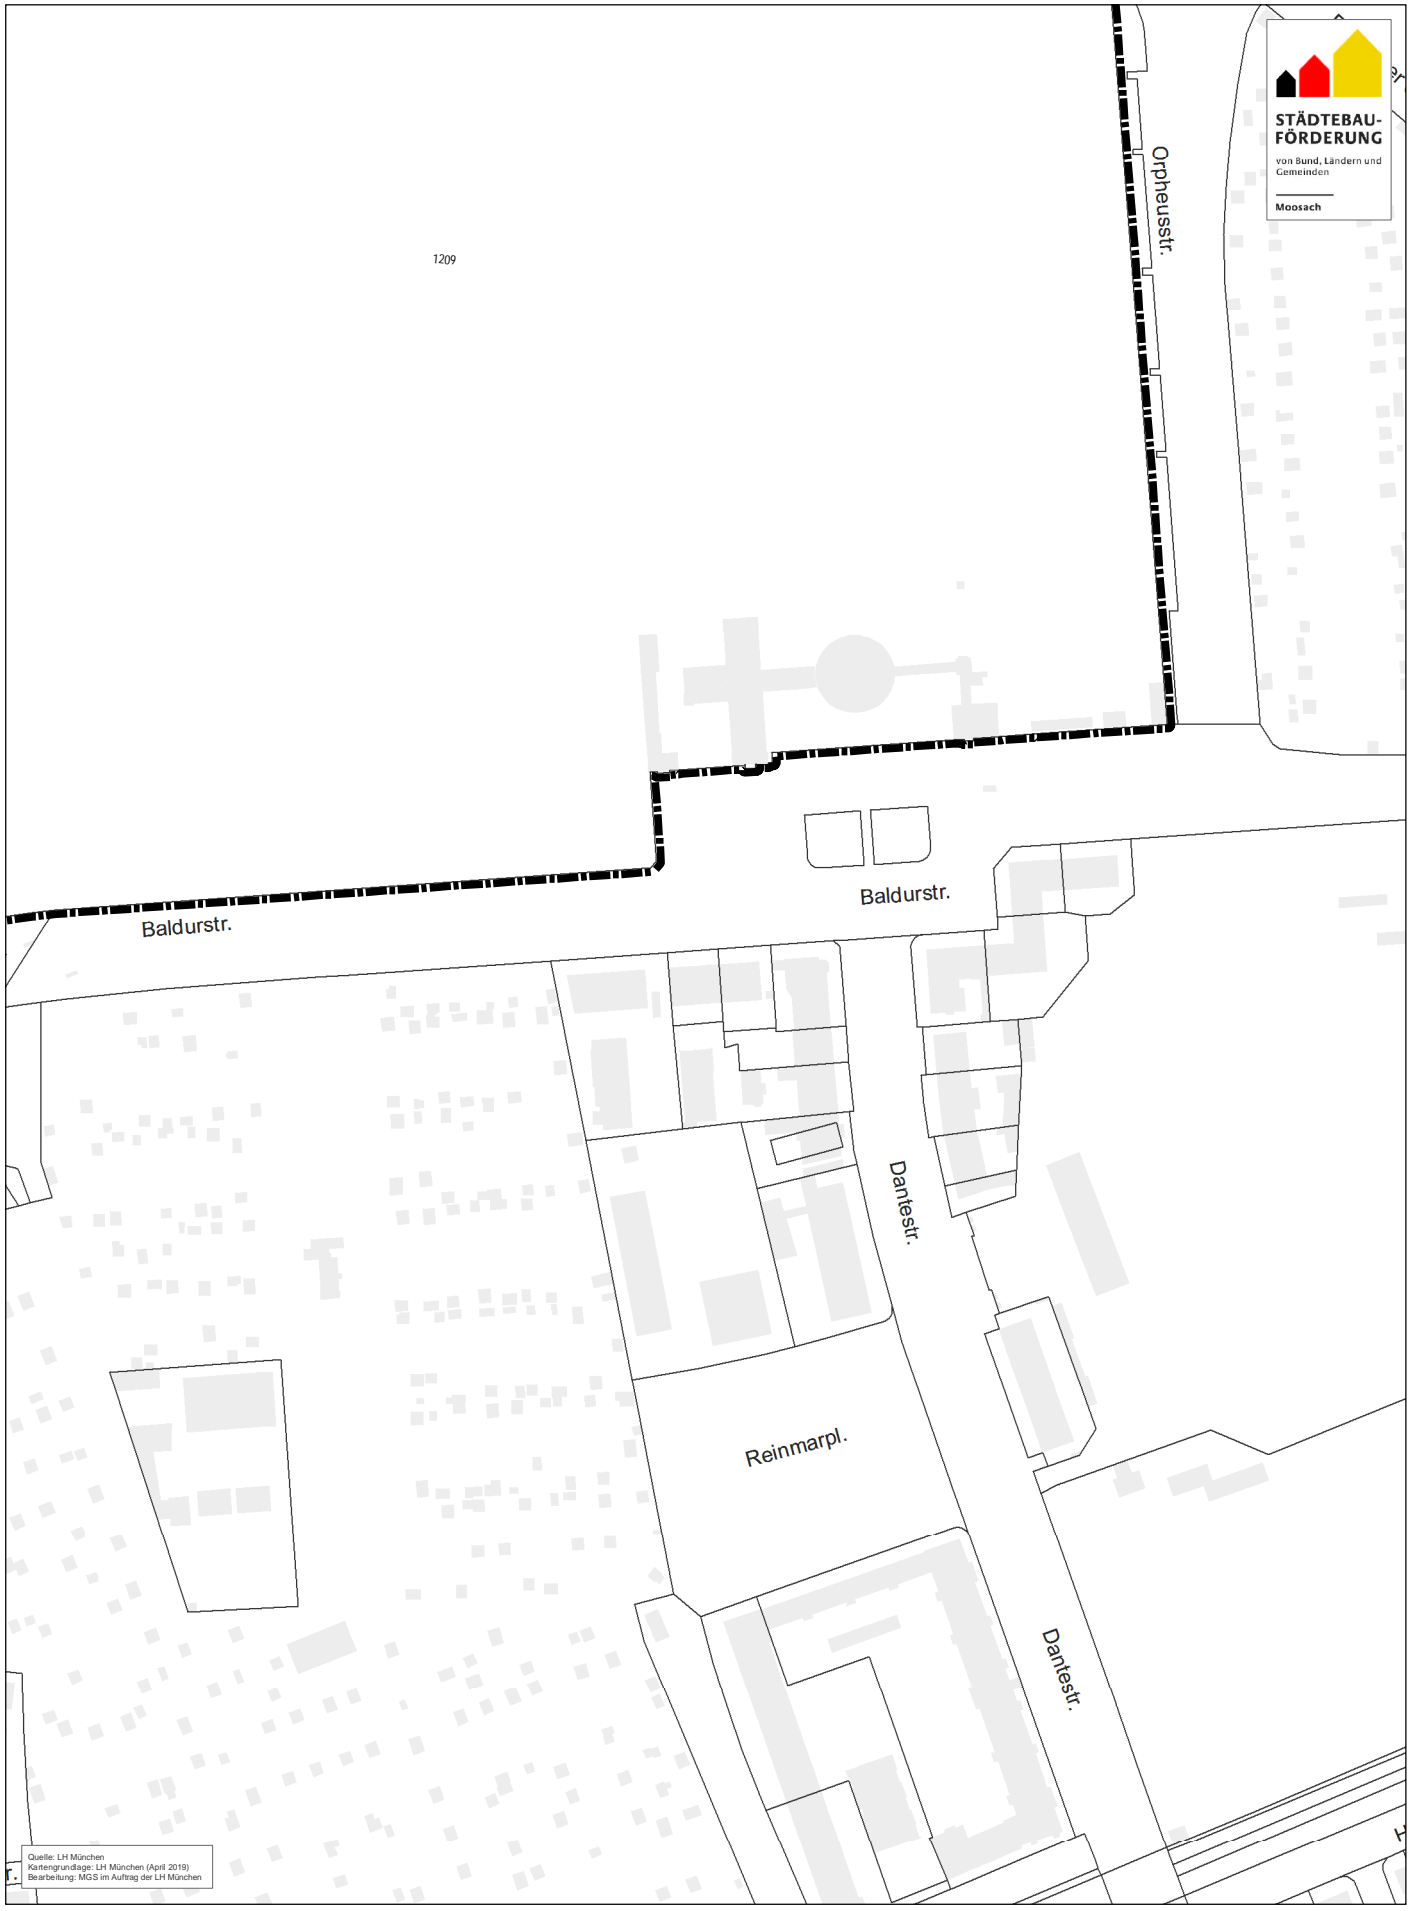 STÄDTEBAU-
FÖRDERUNG
von Bund, Ländern und
Gemeinden
Moosach
Orpheusstr.
1209
Baldurstr.
Baldurstr.
Dantestr.
Reinmarpl.
Dantestr.
Quelle: LH München
Kartengrundlage: LH München (April 2019)
Bearbeitung: MGS im Auftrag der LH München
r.
H
er